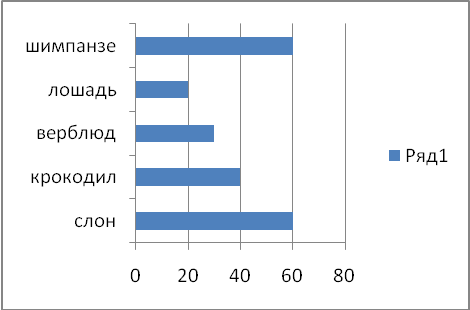 шимпанзе
лошадь
верблюд
крокодил
слон
Ряд1
0 20 40 60 80